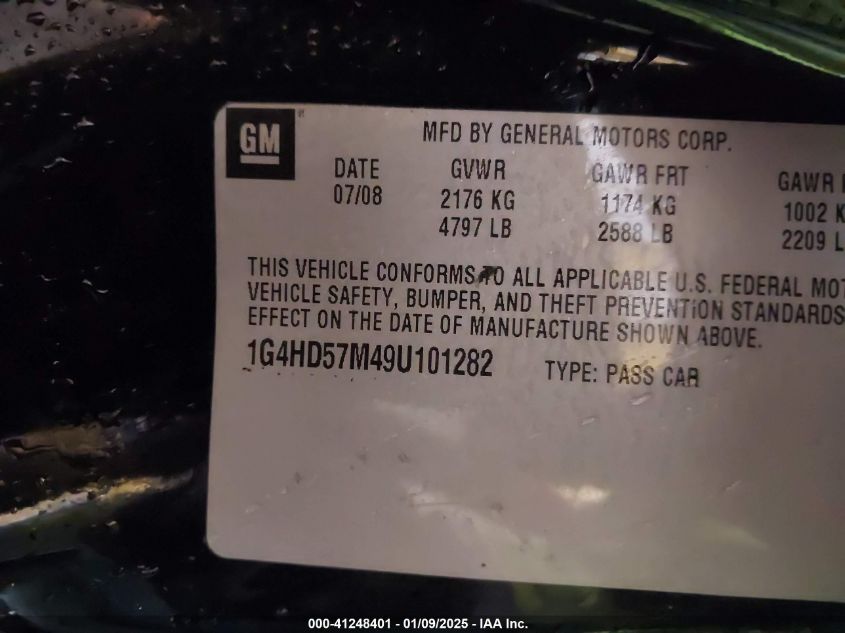 GM ®
MFD BY GENERAL MOTORS CORP.
DATE GVWR GAWR FRT GAWR
07/08 2176 KG 1174 KG 1002 K
4797 LB 2588 LB 2209 L
THIS VEHICLE CONFORMS TO ALL APPLICABLE U.S. FEDERAL MOT
VEHICLE SAFETY, BUMPER, AND THEFT PREVENTION STANDARDS
EFFECT ON THE DATE OF MANUFACTURE SHOWN ABOVE.
1G4HD57M49U101282 TYPE: PASS CAR
000-41248401 - 01/09/2025 - IAA Inc.